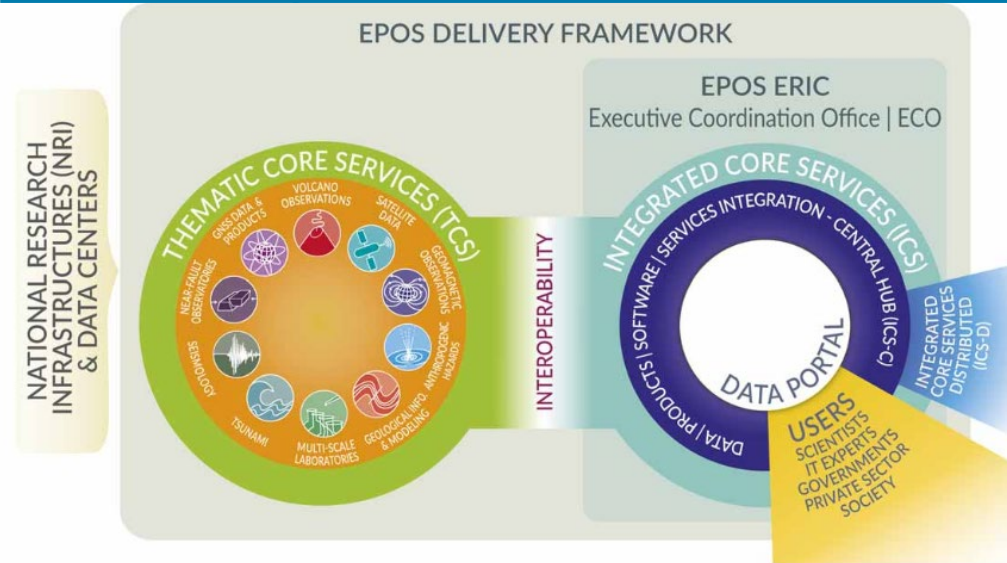 EPOS DELIVERY FRAMEWORK
NATIONAL RESEARCH
INFRASTRUCTURES (NRI)
& DATA CENTERS
THEMATIC CORE SERVICES (TCS)
VOLCANO
OBSERVATIONS
SATELLITE
DATA
GEOMAGNETIC
OBSERVATIONS
ANTHROPOGENIC
HAZARDS
GEOLOGICAL INFO.
& MODELING
MULTI-SCALE
LABORATORIES
TSUNAMI
SEISMOLOGY
NEAR-FAULT
OBSERVATORIES
GNSS DATA &
PRODUCTS
INTEROPERABILITY
EPOS ERIC
Executive Coordination Office | ECO
INTEGRATED CORE SERVICES (ICS)
DATA | PRODUCTS | SOFTWARE | SERVICES INTEGRATION - CENTRAL HUB (ICS-C)
DATA PORTAL
INTEGRATED
CORE SERVICES
DISTRIBUTED
(ICS-D)
USERS
SCIENTISTS
IT EXPERTS
GOVERNMENTS
PRIVATE SECTOR
SOCIETY